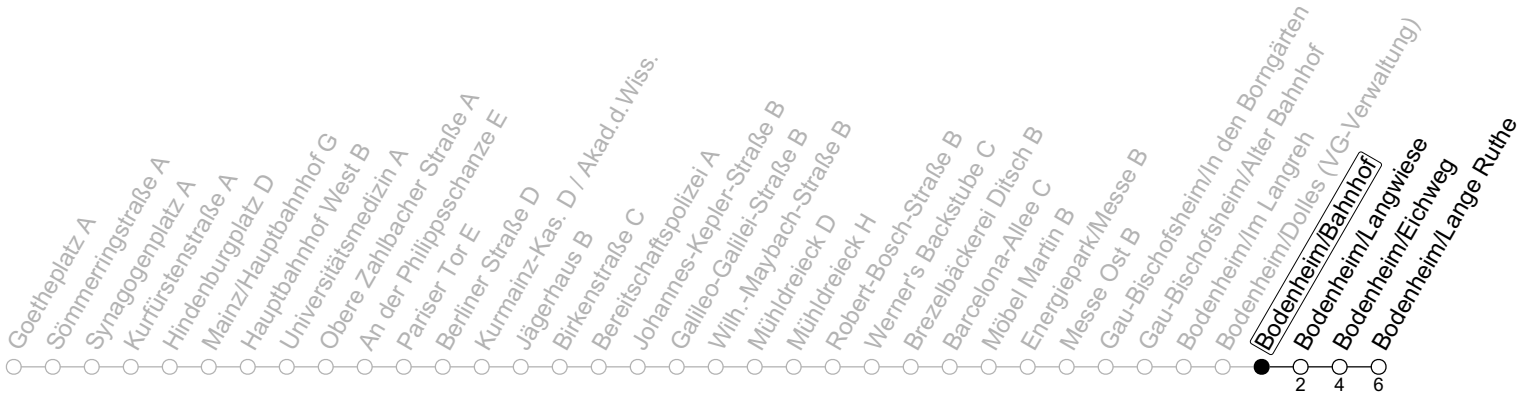 Goetheplatz A
Sömmerringstraße A
Synagogenplatz A
Kurfürstenstraße A
Hindenburgplatz D
Mainz/Hauptbahnhof G
Hauptbahnhof West B
Universitätsmedizin A
Obere Zahlbacher Straße A
An der Philippsschanze E
Pariser Tor E
Berliner Straße D
Kurmainz-Kas. D / Akad.d.Wiss.
Jägerhaus B
Birkenstraße C
Bereitschaftspolizei A
Johannes-Kepler-Straße B
Galileo-Galilei-Straße B
Wilh.-Maybach-Straße B
Mühldreieck D
Mühldreieck H
Robert-Bosch-Straße B
Werner's Backstube C
Brezelbäckerei Ditsch B
Barcelona-Allee C
Möbel Martin B
Energiepark/Messe B
Messe Ost B
Gau-Bischofsheim/In den Borngärten
Gau-Bischofsheim/Alter Bahnhof
Bodenheim/Im Langreh
Bodenheim/Dolles (VG-Verwaltung)
Bodenheim/Bahnhof
Bodenheim/Langwiese
Bodenheim/Eichweg
Bodenheim/Lange Ruthe
2
4
6